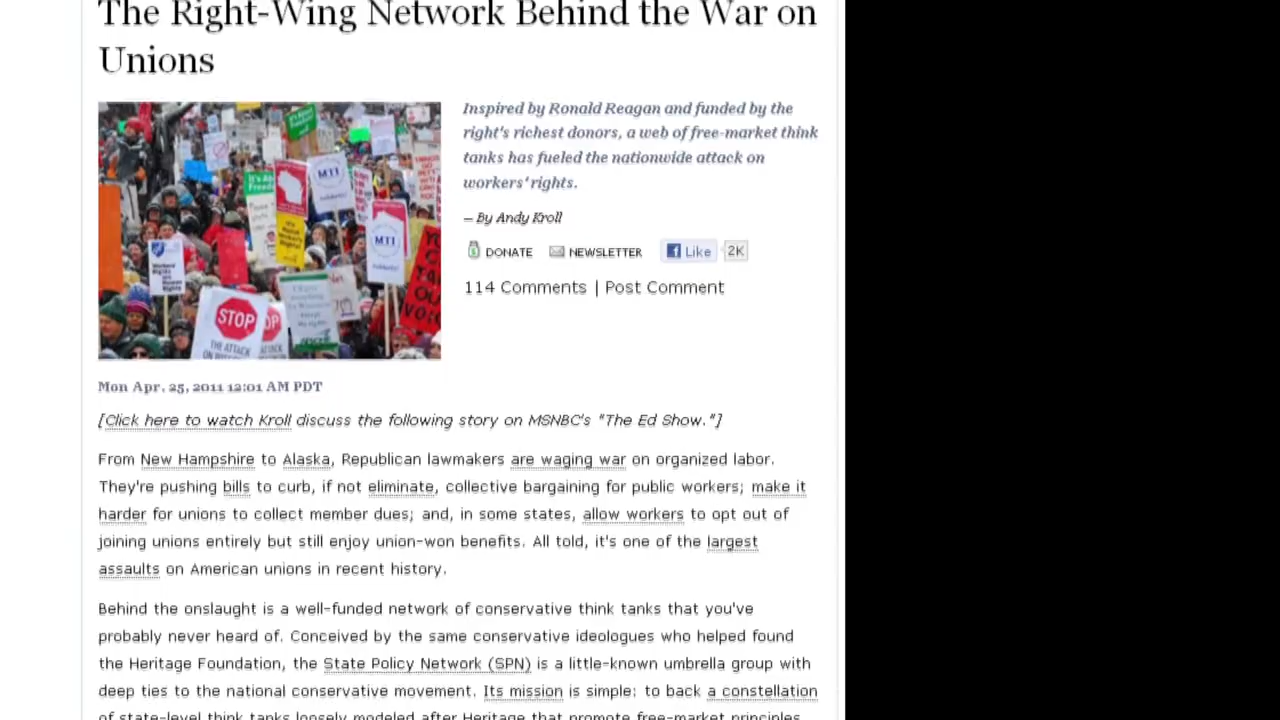 The Right-Wing Network Behind the War on
Unions
Inspired by Ronald Reagan and funded by the
right's richest donors, a web of free-market think
tanks has fueled the nationwide attack on
workers' rights.
– By Andy Kroll
DONATE NEWSLETTER Like 2K
114 Comments | Post Comment
MTI
MTI
STOP
THE ATTACK
Mon Apr. 25, 2011 12:01 AM PDT
[Click here to watch Kroll discuss the following story on MSNBC's "The Ed Show."]
From New Hampshire to Alaska, Republican lawmakers are waging war on organized labor.
They're pushing bills to curb, if not eliminate, collective bargaining for public workers; make it
harder for unions to collect member dues; and, in some states, allow workers to opt out of
joining unions entirely but still enjoy union-won benefits. All told, it's one of the largest
assaults on American unions in recent history.
Behind the onslaught is a well-funded network of conservative think tanks that you've
probably never heard of. Conceived by the same conservative ideologues who helped found
the Heritage Foundation, the State Policy Network (SPN) is a little-known umbrella group with
deep ties to the national conservative movement. Its mission is simple: to back a constellation
of state-level think tanks loosely modeled after Heritage that promote free-market principles